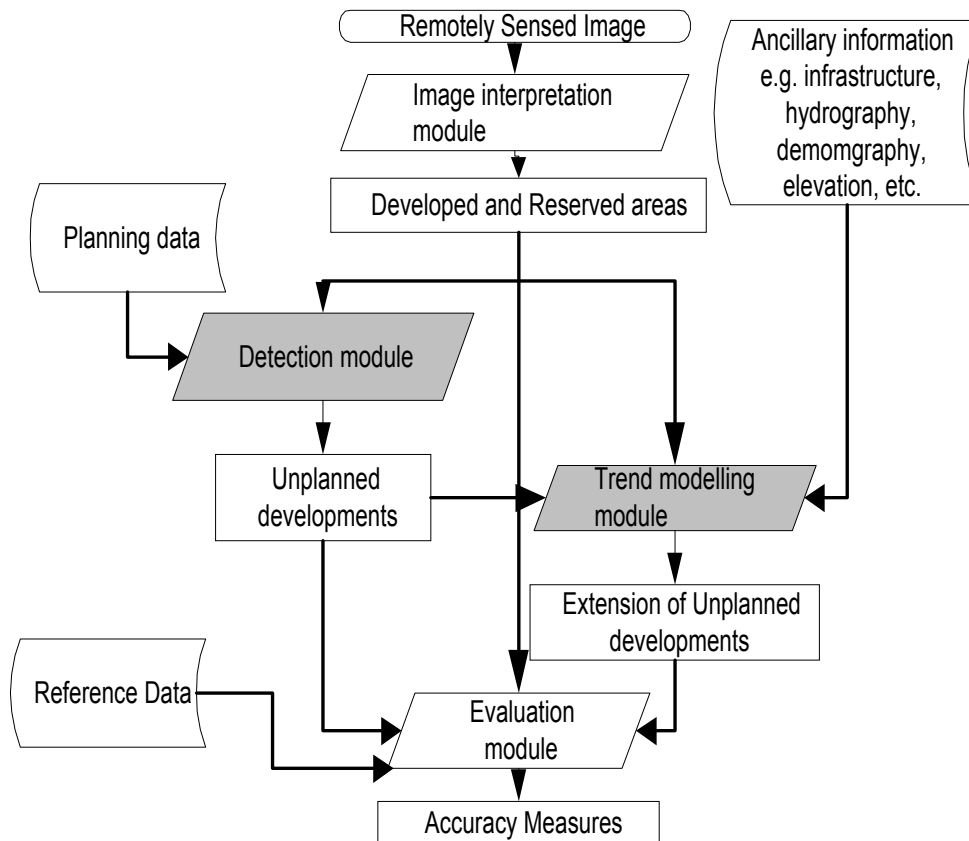 Remotely Sensed Image
Ancillary information
e.g. infrastructure,
hydrography,
demomgraphy,
elevation, etc.
Image interpretation
module
Developed and Reserved areas
Planning data
Detection module
Unplanned
developments
Trend modelling
module
Extension of Unplanned
developments
Reference Data
Evaluation
module
Accuracy Measures